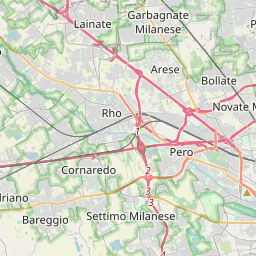 Garbagnate
Milanese
Lainate
Arese
Bollate
Novate M
Rho
1
Pero
Cornaredo
2
driano
3
3
Bareggio
Settimo Milanese